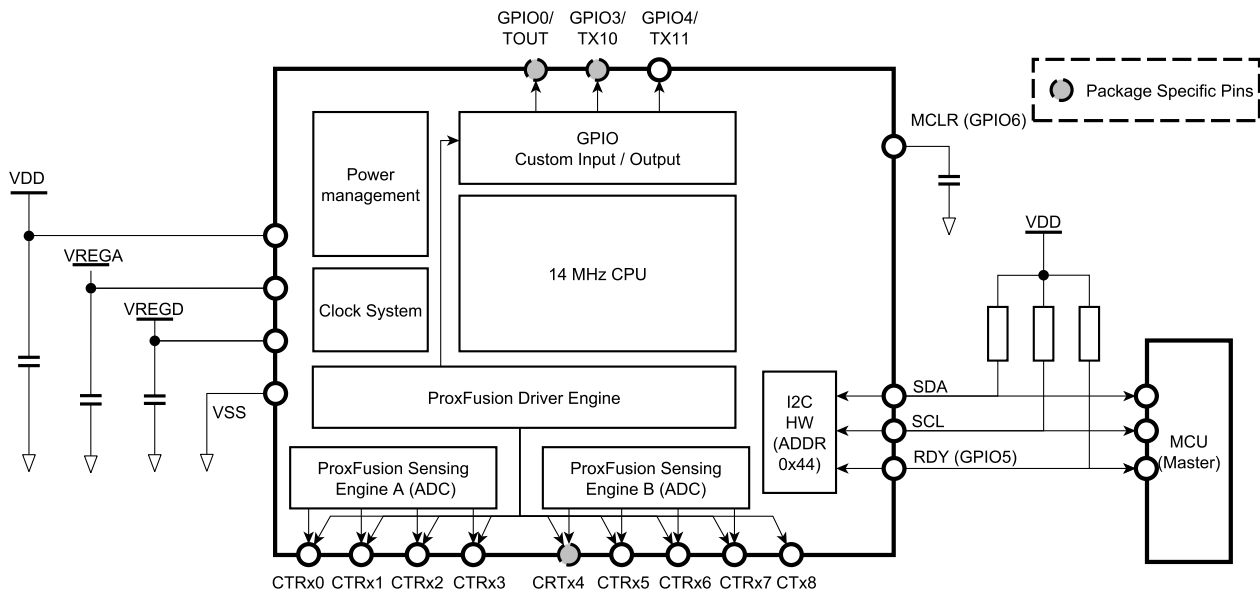 GPIO0/
TOUT
GPIO3/
TX10
GPIO4/
TX11
Package Specific Pins
MCLR (GPIO6)
GPIO
Custom Input / Output
Power
management
VDD
VREGA
VREGD
VSS
14 MHz CPU
Clock System
VDD
ProxFusion Driver Engine
I2C
HW
(ADDR
0x44)
SDA
SCL
RDY (GPIO5)
MCU
(Master)
ProxFusion Sensing
Engine A (ADC)
ProxFusion Sensing
Engine B (ADC)
CTRx0
CTRx1
CTRx2
CTRx3
CRTx4
CTRx5
CTRx6
CTRx7
CTx8